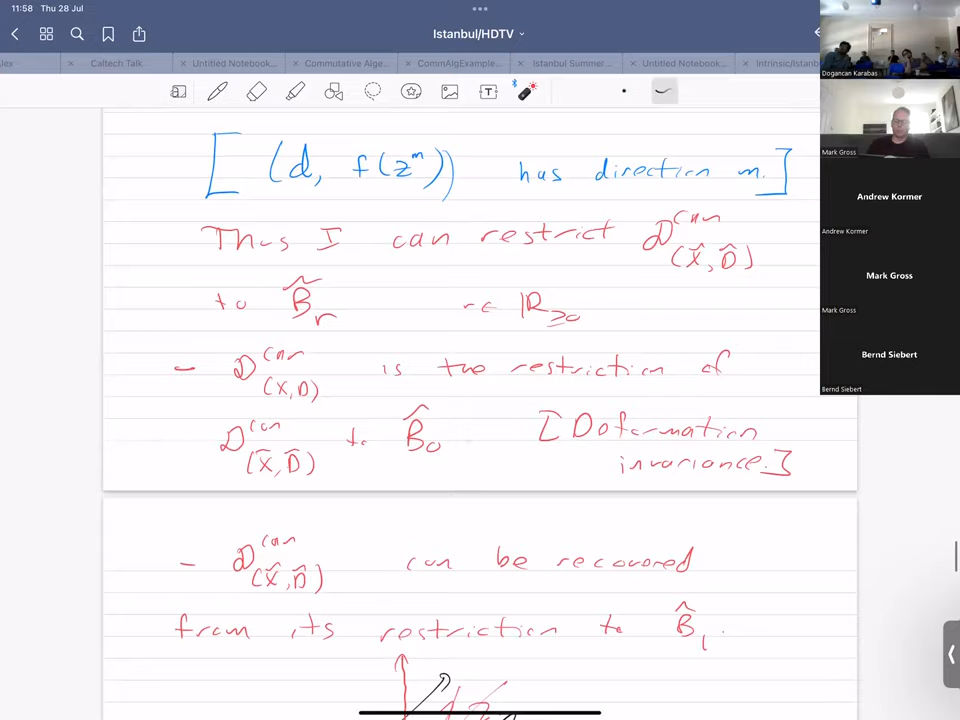 11:58 Thu 28 Jul
Istanbul/HDTV
lex
Caltech Talk
Untitled Notebook...
Commutative Alge...
CommAlgExample...
Istanbul Summer...
Untitled Notebook...
Intrinsic/Istanb
[ (d, f(z^m)) has direction m. ]
Thus I can restrict 𝒟^can_(X̃, D̃)
to B̃_r r ∈ ℝ_≥0
- 𝒟^can_(X,D) is the restriction of
𝒟^can_(X̃, D̃) to B̃_0 [Deformation
invariance.]
- 𝒟^can_(X̃, D̃) can be recovered
from its restriction to B̃_1.
Dogancan Karabas
Mark Gross
Andrew Kormer
Andrew Kormer
Mark Gross
Mark Gross
Bernd Siebert
Bernd Siebert